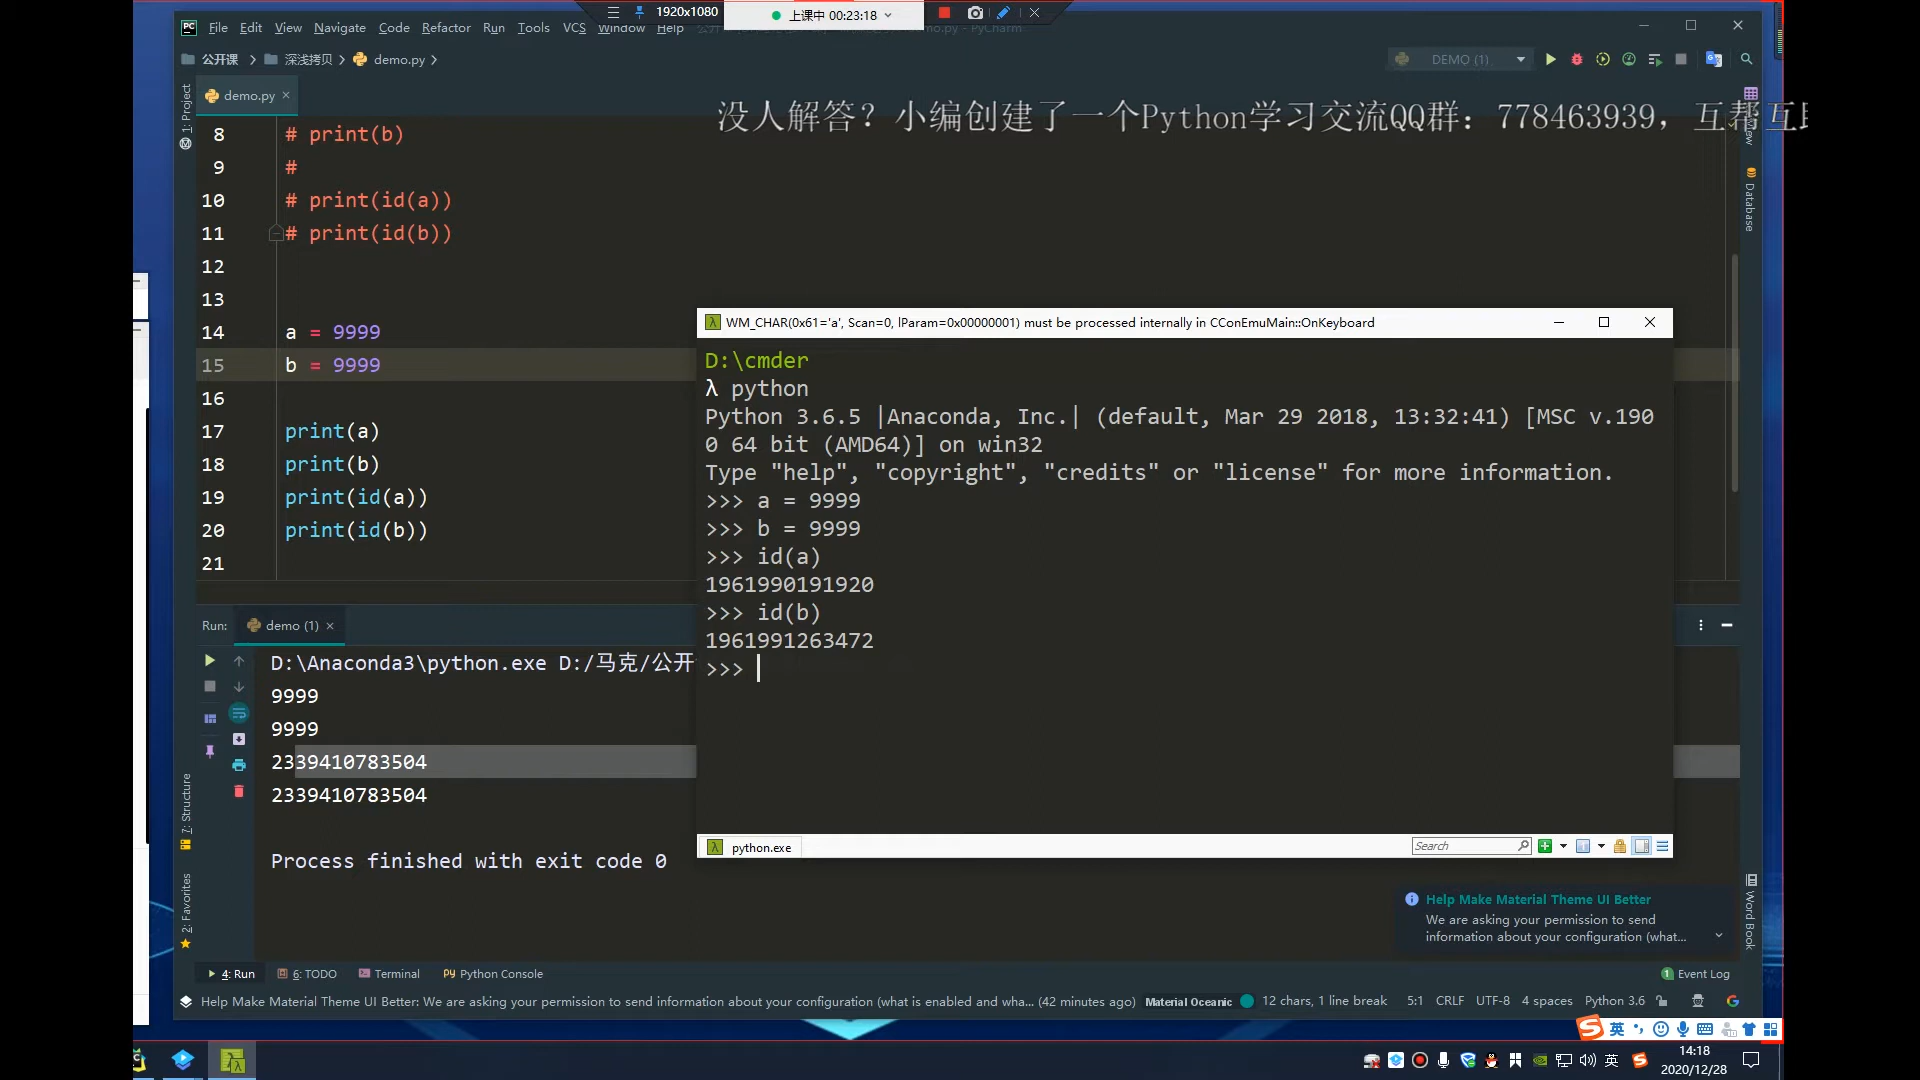 1920x1080
上课中 00:23:18
File Edit View Navigate Code Refactor Run Tools VCS Window Help
公开课 深浅拷贝 demo.py
DEMO (1)
demo.py
没人解答？小编创建了一个Python学习交流QQ群：778463939，互帮互
1: Project
Database
8 # print(b)
9 #
10 # print(id(a))
11 # print(id(b))
12
13
14 a = 9999
15 b = 9999
16
17 print(a)
18 print(b)
19 print(id(a))
20 print(id(b))
21
WM_CHAR(0x61='a', Scan=0, lParam=0x00000001) must be processed internally in CConEmuMain::OnKeyboard
D:\cmder
λ python
Python 3.6.5 |Anaconda, Inc.| (default, Mar 29 2018, 13:32:41) [MSC v.190
0 64 bit (AMD64)] on win32
Type "help", "copyright", "credits" or "license" for more information.
>>> a = 9999
>>> b = 9999
>>> id(a)
1961990191920
>>> id(b)
1961991263472
>>>
python.exe
Search
Run: demo (1)
D:\Anaconda3\python.exe D:/马克/公开
9999
9999
2339410783504
2339410783504
Process finished with exit code 0
7: Structure
2: Favorites
Word Book
Help Make Material Theme UI Better
We are asking your permission to send
information about your configuration (what...
4: Run 6: TODO Terminal Python Console
1 Event Log
Help Make Material Theme UI Better: We are asking your permission to send information about your configuration (what is enabled and wha... (42 minutes ago) Material Oceanic 12 chars, 1 line break 5:1 CRLF UTF-8 4 spaces Python 3.6
英
英
14:18
2020/12/28